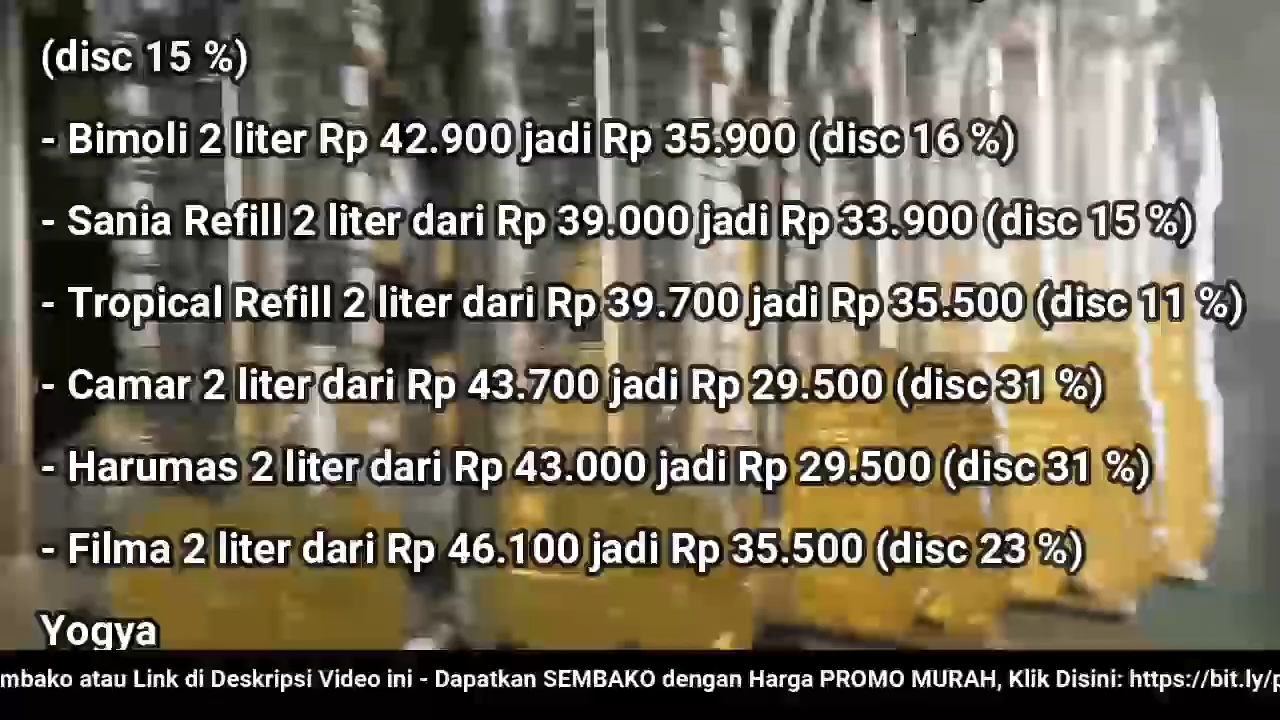 (disc 15 %)
- Bimoli 2 liter Rp 42.900 jadi Rp 35.900 (disc 16 %)
- Sania Refill 2 liter dari Rp 39.000 jadi Rp 33.900 (disc 15 %)
- Tropical Refill 2 liter dari Rp 39.700 jadi Rp 35.500 (disc 11 %)
- Camar 2 liter dari Rp 43.700 jadi Rp 29.500 (disc 31 %)
- Harumas 2 liter dari Rp 43.000 jadi Rp 29.500 (disc 31 %)
- Filma 2 liter dari Rp 46.100 jadi Rp 35.500 (disc 23 %)
Yogya
mbako atau Link di Deskripsi Video ini - Dapatkan SEMBAKO dengan Harga PROMO MURAH, Klik Disini: https://bit.ly/p